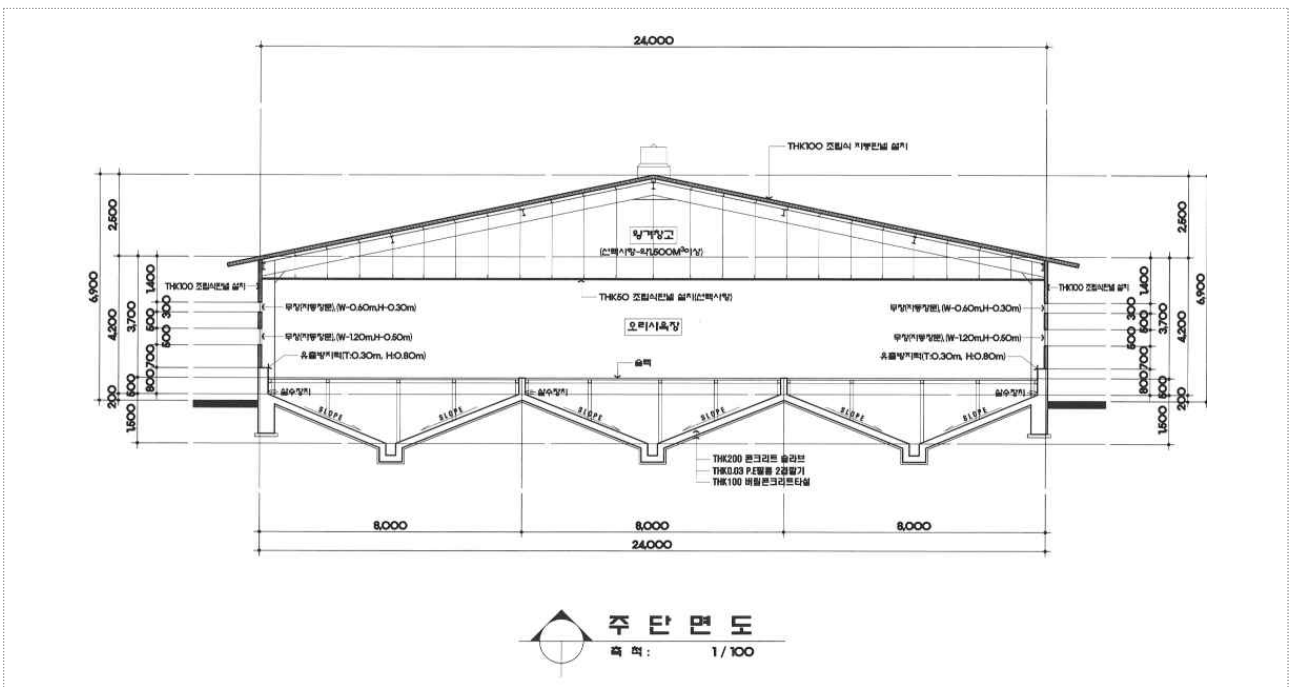 24,000
THK100 조립식 지붕판넬 설치
2,500
2,500
왕겨창고
(선택사항-약1,500M³이상)
THK100 조립식판넬 설치
THK50 조립식판넬 설치(선택사항)
THK100 조립식판넬 설치
6,900
4,200
3,700
1,400
300
500
500
700
800
500
200
1,500
무창(자동창문),(W-0.60m,H-0.30m)
무창(자동창문),(W-1.20m,H-0.50m)
유출방지턱(T:0.30m, H:0.80m)
오리사육장
슬랫
무창(자동창문),(W-0.60m,H-0.30m)
무창(자동창문),(W-1.20m,H-0.50m)
유출방지턱(T:0.30m, H:0.80m)
1,400
300
500
500
700
800
3,700
500
1,500
4,200
200
6,900
살수장치
살수장치
살수장치
살수장치
SLOPE
SLOPE
SLOPE
SLOPE
SLOPE
SLOPE
THK200 콘크리트 슬라브
THK0.03 P.E필름 2겹깔기
THK100 버림콘크리트타설
8,000
8,000
8,000
24,000
주 단 면 도
축 척 : 1 / 100